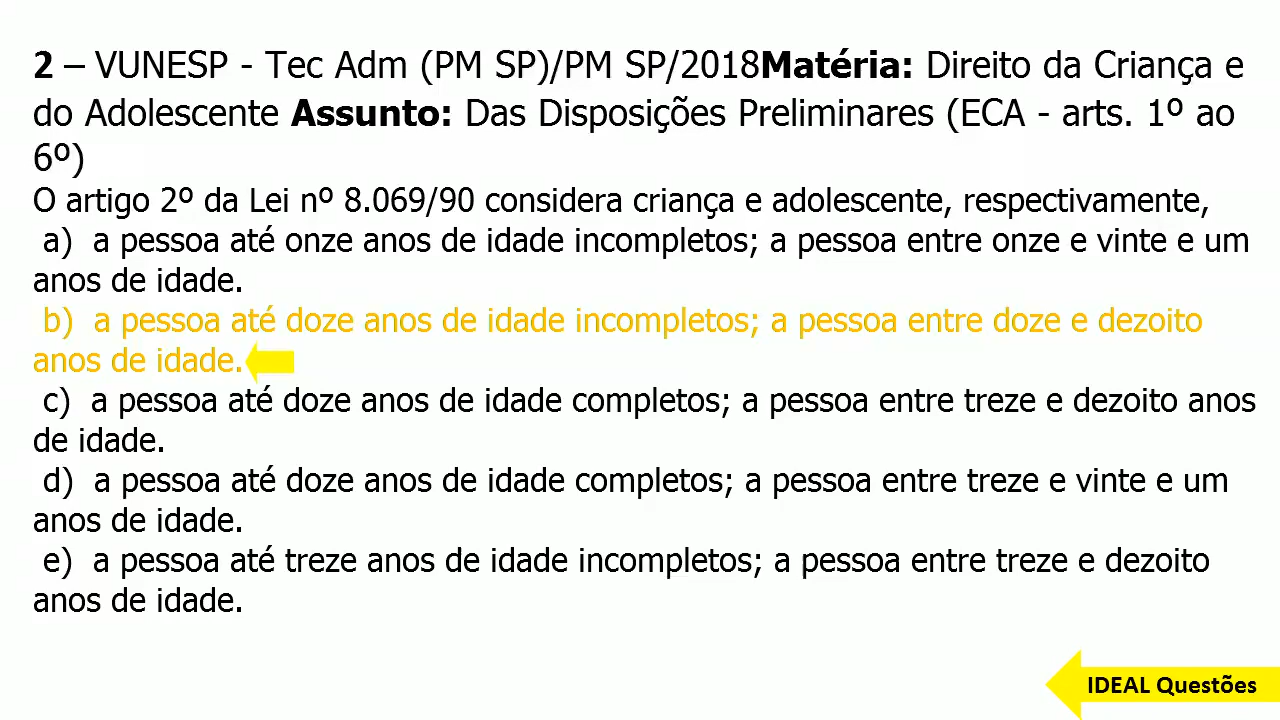 2 – VUNESP - Tec Adm (PM SP)/PM SP/2018Matéria: Direito da Criança e
do Adolescente Assunto: Das Disposições Preliminares (ECA - arts. 1º ao
6º)
O artigo 2º da Lei nº 8.069/90 considera criança e adolescente, respectivamente,
a) a pessoa até onze anos de idade incompletos; a pessoa entre onze e vinte e um
anos de idade.
b) a pessoa até doze anos de idade incompletos; a pessoa entre doze e dezoito
anos de idade.
c) a pessoa até doze anos de idade completos; a pessoa entre treze e dezoito anos
de idade.
d) a pessoa até doze anos de idade completos; a pessoa entre treze e vinte e um
anos de idade.
e) a pessoa até treze anos de idade incompletos; a pessoa entre treze e dezoito
anos de idade.
IDEAL Questões